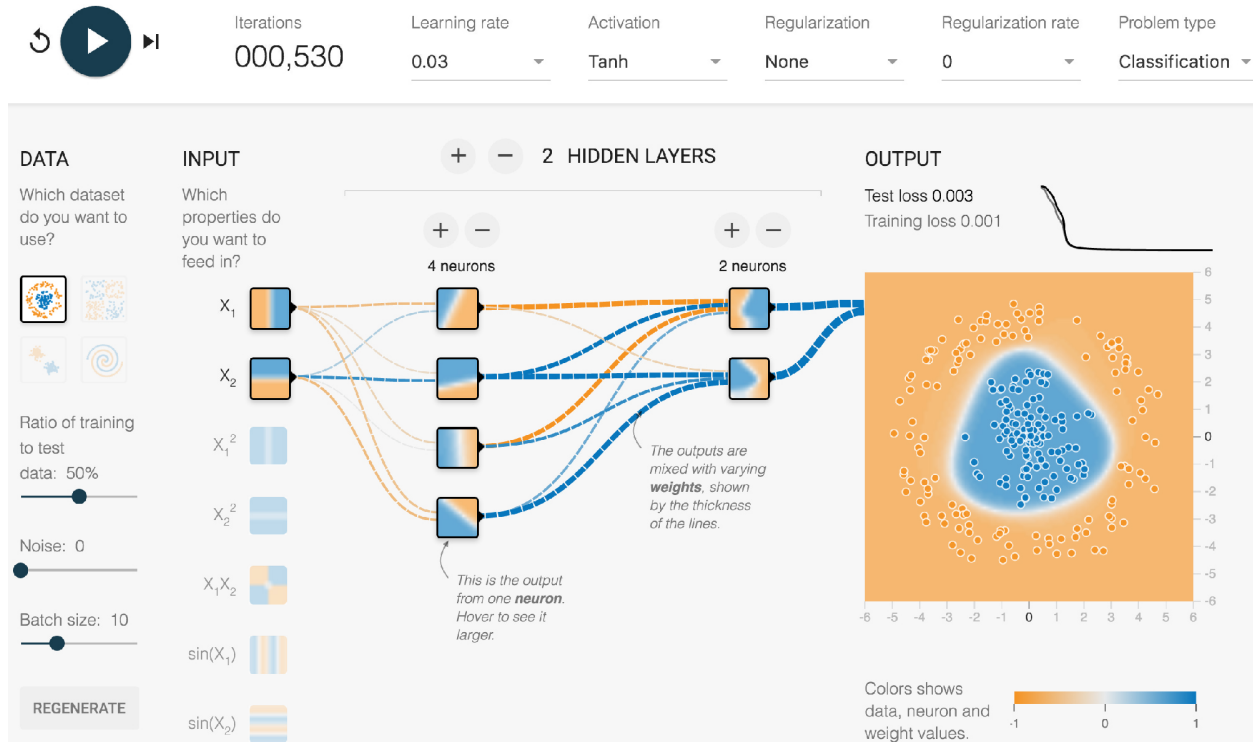 Iterations
000,530
Learning rate
0.03
Activation
Tanh
Regularization
None
Regularization rate
0
Problem type
Classification
DATA
Which dataset
do you want to
use?
Ratio of training
to test
data: 50%
Noise: 0
Batch size: 10
REGENERATE
INPUT
Which
properties do
you want to
feed in?
X₁
X₂
X₁²
X₂²
X₁X₂
sin(X₁)
sin(X₂)
+ − 2 HIDDEN LAYERS
+ −
4 neurons
+ −
2 neurons
This is the output
from one neuron.
Hover to see it
larger.
The outputs are
mixed with varying
weights, shown
by the thickness
of the lines.
OUTPUT
Test loss 0.003
Training loss 0.001
6
5
4
3
2
1
0
-1
-2
-3
-4
-5
-6
-6 -5 -4 -3 -2 -1 0 1 2 3 4 5 6
Colors shows
data, neuron and
weight values.
-1 0 1